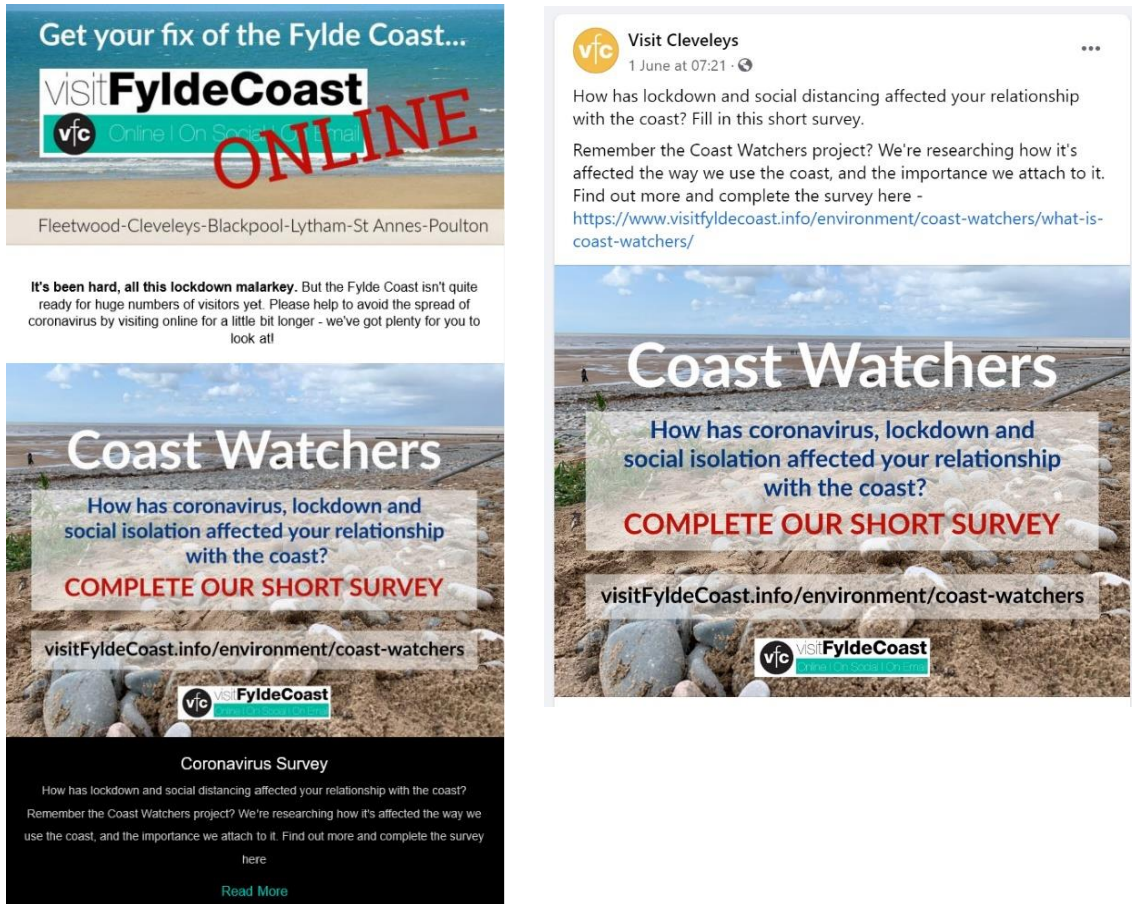 Get your fix of the Fylde Coast...
visitFyldeCoast
vfc Online | On Social | On Email
ONLINE
Fleetwood-Cleveleys-Blackpool-Lytham-St Annes-Poulton
It's been hard, all this lockdown malarkey. But the Fylde Coast isn't quite
ready for huge numbers of visitors yet. Please help to avoid the spread of
coronavirus by visiting online for a little bit longer - we've got plenty for you to
look at!
Coast Watchers
How has coronavirus, lockdown and
social isolation affected your relationship
with the coast?
COMPLETE OUR SHORT SURVEY
visitFyldeCoast.info/environment/coast-watchers
vfc visitFyldeCoast
Online | On Social | On Email
Coronavirus Survey
How has lockdown and social distancing affected your relationship with the coast?
Remember the Coast Watchers project? We're researching how it's affected the way we
use the coast, and the importance we attach to it. Find out more and complete the survey
here
Read More
vfc Visit Cleveleys
1 June at 07:21 ·
How has lockdown and social distancing affected your relationship
with the coast? Fill in this short survey.
Remember the Coast Watchers project? We're researching how it's
affected the way we use the coast, and the importance we attach to it.
Find out more and complete the survey here -
https://www.visitfyldecoast.info/environment/coast-watchers/what-is-
coast-watchers/
Coast Watchers
How has coronavirus, lockdown and
social isolation affected your relationship
with the coast?
COMPLETE OUR SHORT SURVEY
visitFyldeCoast.info/environment/coast-watchers
vfc visitFyldeCoast
Online | On Social | On Email